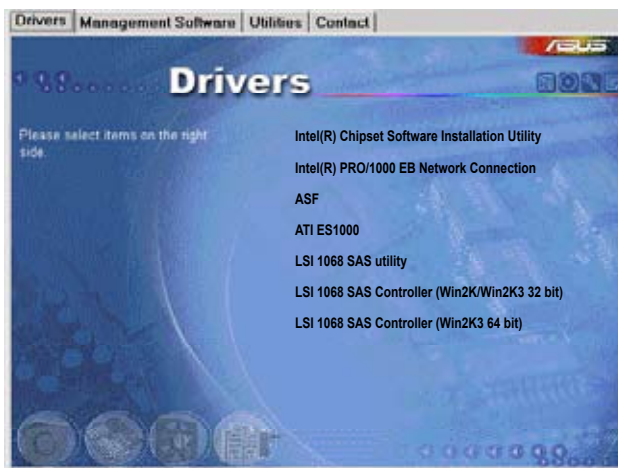 Drivers
Management Software
Utilities
Contact
ASUS
Drivers
Please select items on the right
side.
Intel(R) Chipset Software Installation Utility
Intel(R) PRO/1000 EB Network Connection
ASF
ATI ES1000
LSI 1068 SAS utility
LSI 1068 SAS Controller (Win2K/Win2K3 32 bit)
LSI 1068 SAS Controller (Win2K3 64 bit)